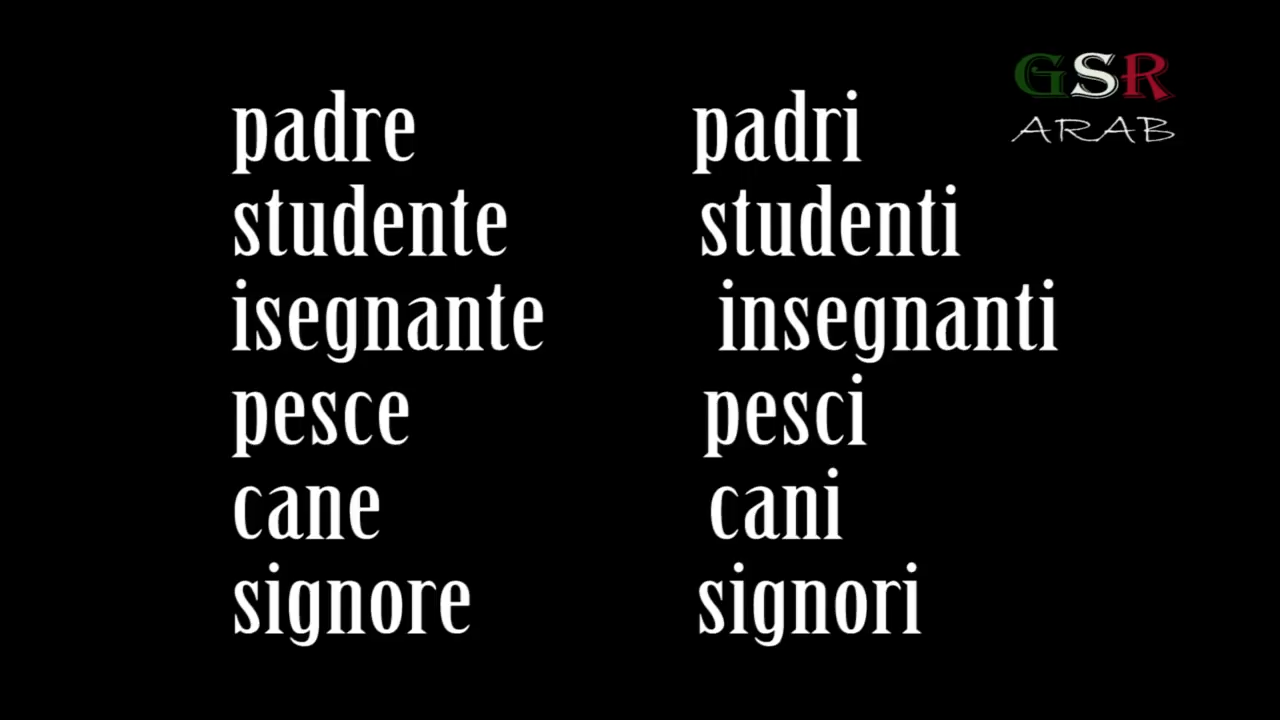 GSR
ARAB
padre padri
studente studenti
isegnante insegnanti
pesce pesci
cane cani
signore signori